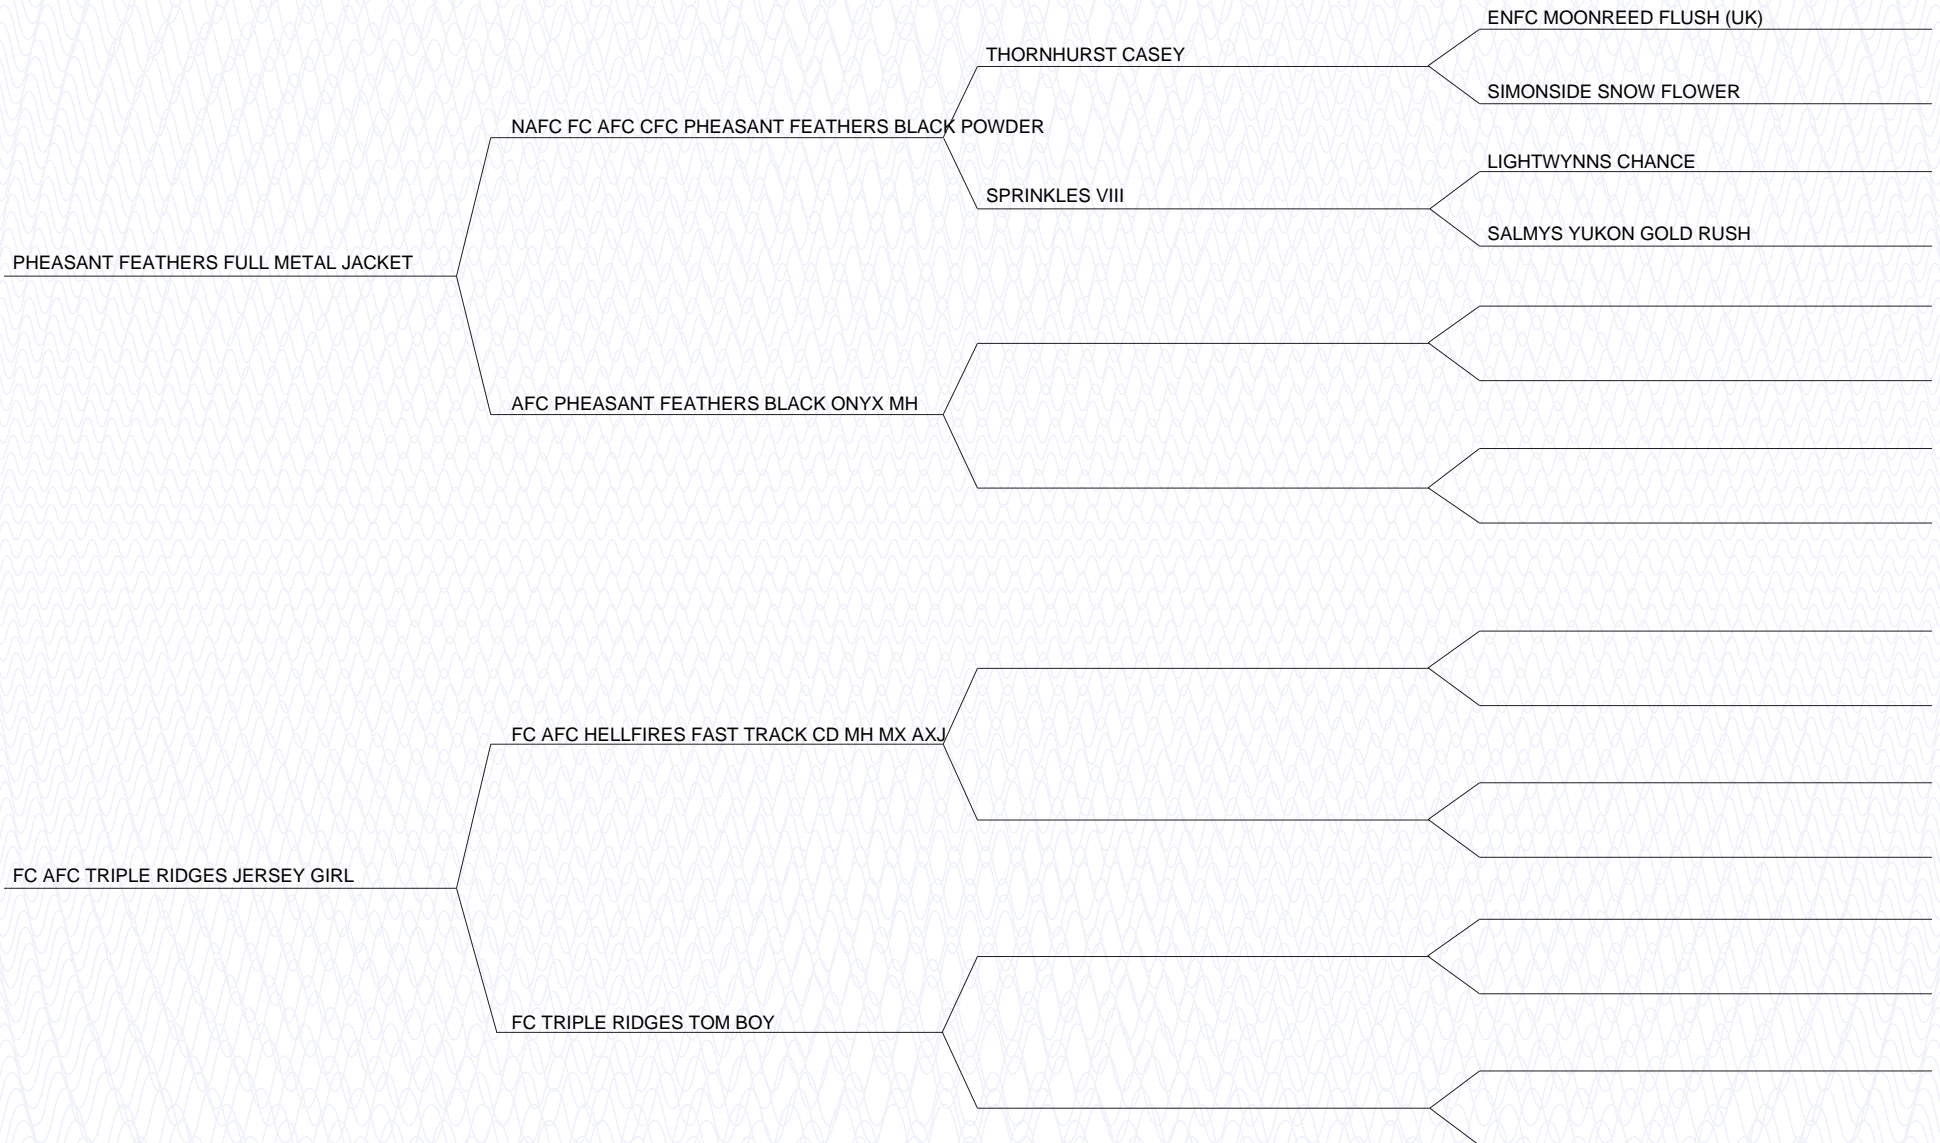 ENFC MOONREED FLUSH (UK)
THORNHURST CASEY
SIMONSIDE SNOW FLOWER
NAFC FC AFC CFC PHEASANT FEATHERS BLACK POWDER
LIGHTWYNNS CHANCE
SPRINKLES VIII
SALMYS YUKON GOLD RUSH
PHEASANT FEATHERS FULL METAL JACKET
AFC PHEASANT FEATHERS BLACK ONYX MH
FC AFC HELLFIRES FAST TRACK CD MH MX AXJ
FC AFC TRIPLE RIDGES JERSEY GIRL
FC TRIPLE RIDGES TOM BOY